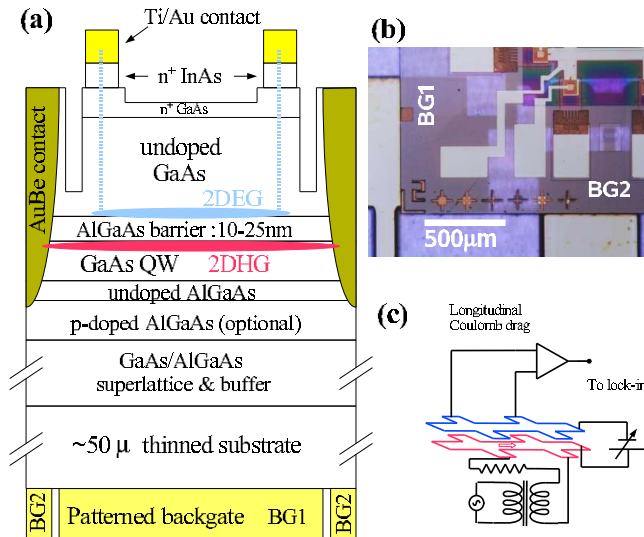 (a)
Ti/Au contact
n+ InAs
n+ GaAs
AuBe contact
undoped
GaAs
2DEG
AlGaAs barrier :10-25nm
GaAs QW 2DHG
undoped AlGaAs
p-doped AlGaAs (optional)
GaAs/AlGaAs
superlattice & buffer
~50 μ thinned substrate
BG2
Patterned backgate BG1
BG2
(b)
BG1
BG2
500μm
(c)
Longitudinal
Coulomb drag
To lock-in